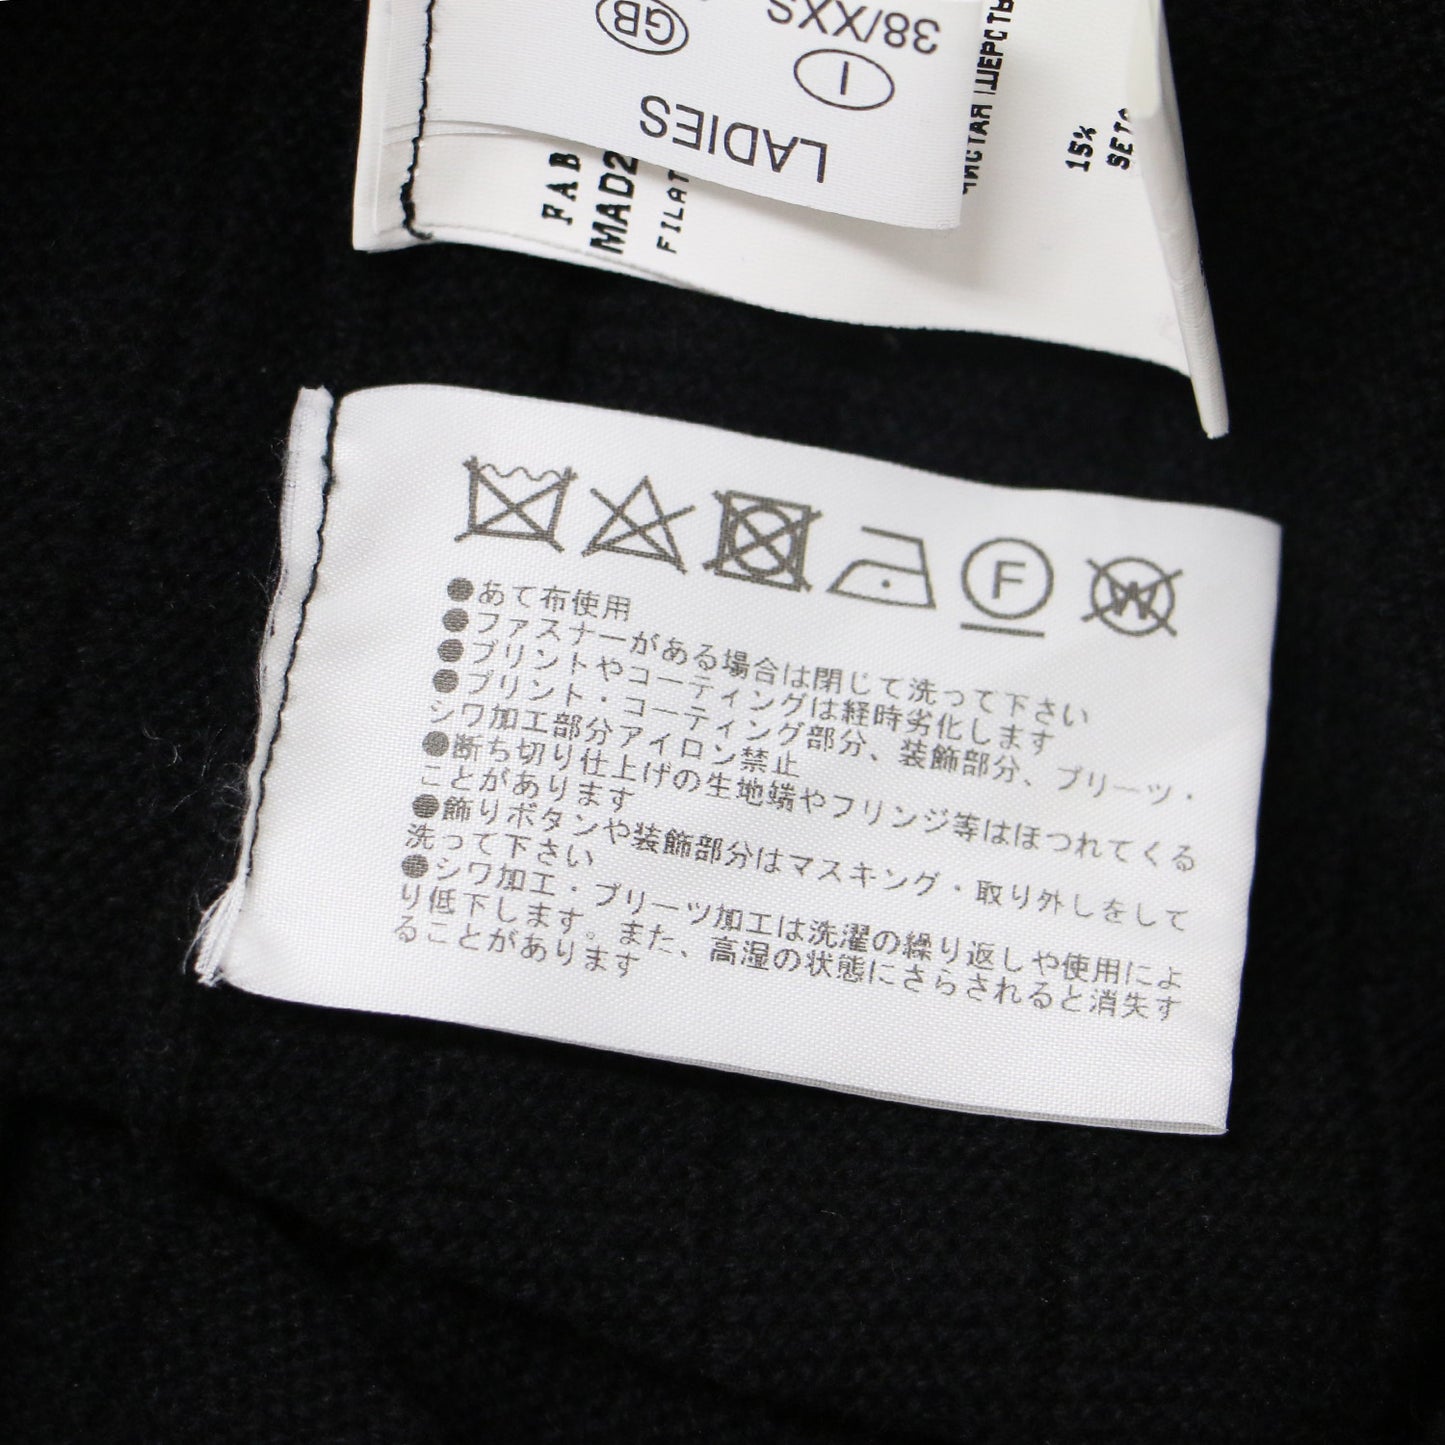 GB
38/XXS
I
LADIES
FAB
MAD
FILAT
ШЕРСТЬ
15%
F
W
●あて布使用
●ファスナーがある場合は閉じて洗って下さい
●プリントやコーティングは経時劣化します
●プリント・コーティング部分、装飾部分、プリーツ・
シワ加工部分アイロン禁止
●断ち切り仕上げの生地端やフリンジ等はほつれてくる
ことがあります
●飾りボタンや装飾部分はマスキング・取り外しをして
洗って下さい
●シワ加工・プリーツ加工は洗濯の繰り返しや使用によ
り低下します。また、高湿の状態にさらされると消失す
ることがあります